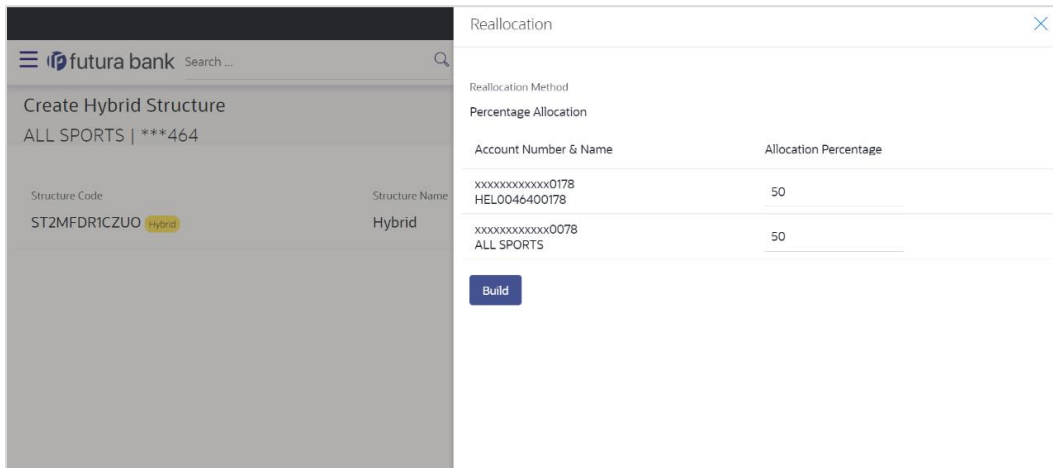 futura bank Search ...
Create Hybrid Structure
ALL SPORTS | ***464
Structure Code Structure Name
ST2MFDR1CZUO Hybrid Hybrid
Reallocation
Reallocation Method
Percentage Allocation
Account Number & Name Allocation Percentage
xxxxxxxxxxxx0178
HEL0046400178
50
xxxxxxxxxxxx0078
ALL SPORTS
50
Build